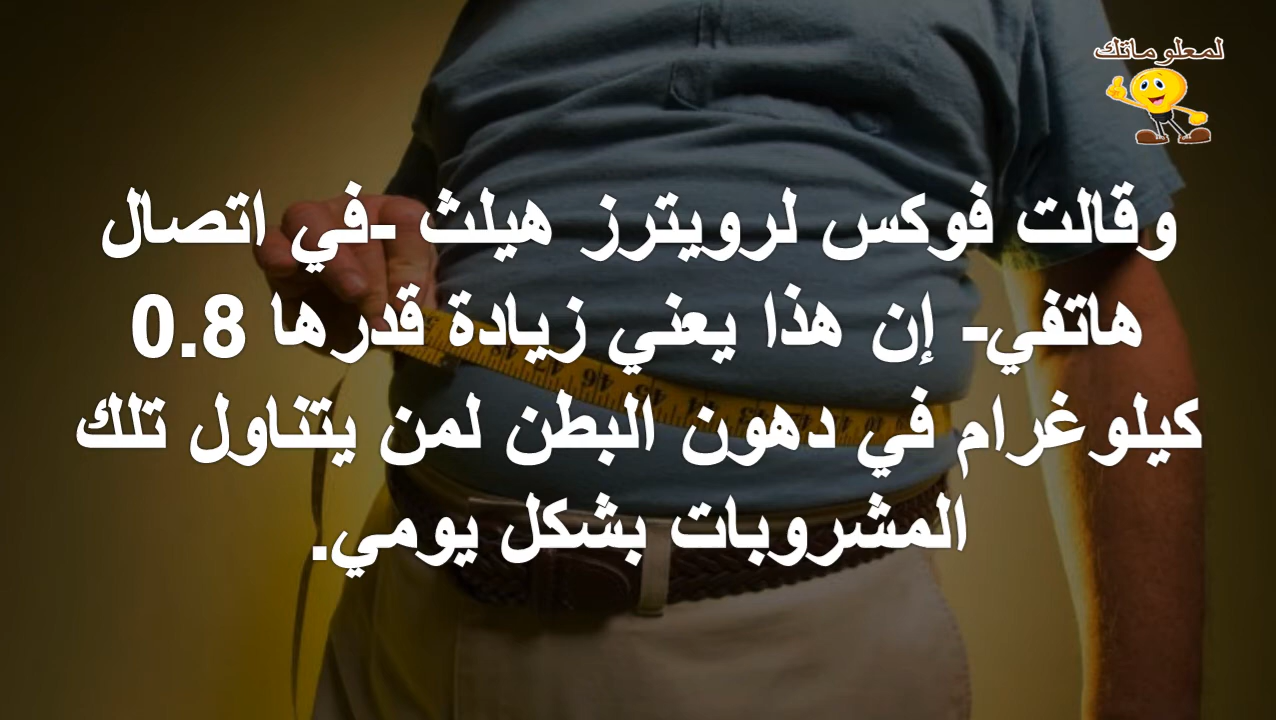 لمعلوماتك
وقالت فوكس لرويترز هيلث -في اتصال
هاتفي- إن هذا يعني زيادة قدرها 0.8
كيلوغرام في دهون البطن لمن يتناول تلك
المشروبات بشكل يومي.